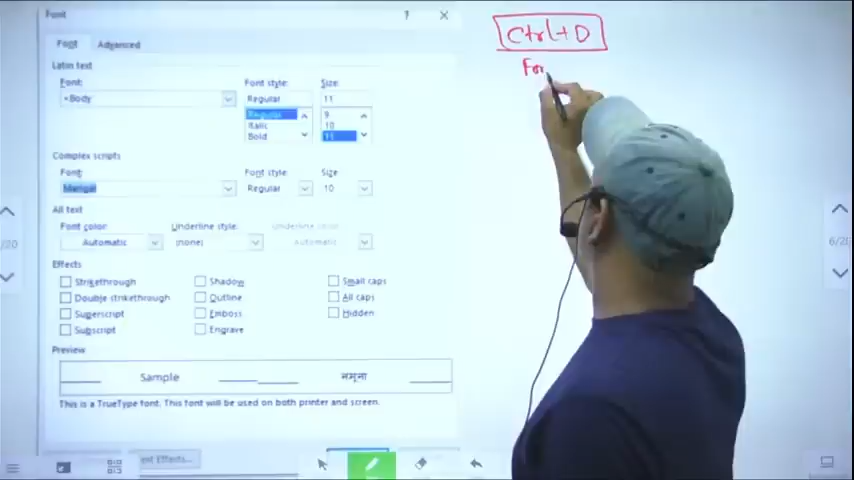 Font
? ×
Ctrl+D
For
Font Advanced
Latin text
Font: Font style: Size:
+Body Regular 11
Regular 9
Italic 10
Bold 11
Complex scripts
Font: Font style: Size
Mangal Regular 10
All text
Font color: Underline style: Underline color:
Automatic (none) Automatic
Effects
Strikethrough Shadow Small caps
Double strikethrough Outline All caps
Superscript Emboss Hidden
Subscript Engrave
Preview
Sample नमूना
This is a TrueType font. This font will be used on both printer and screen.
Effects...
/20